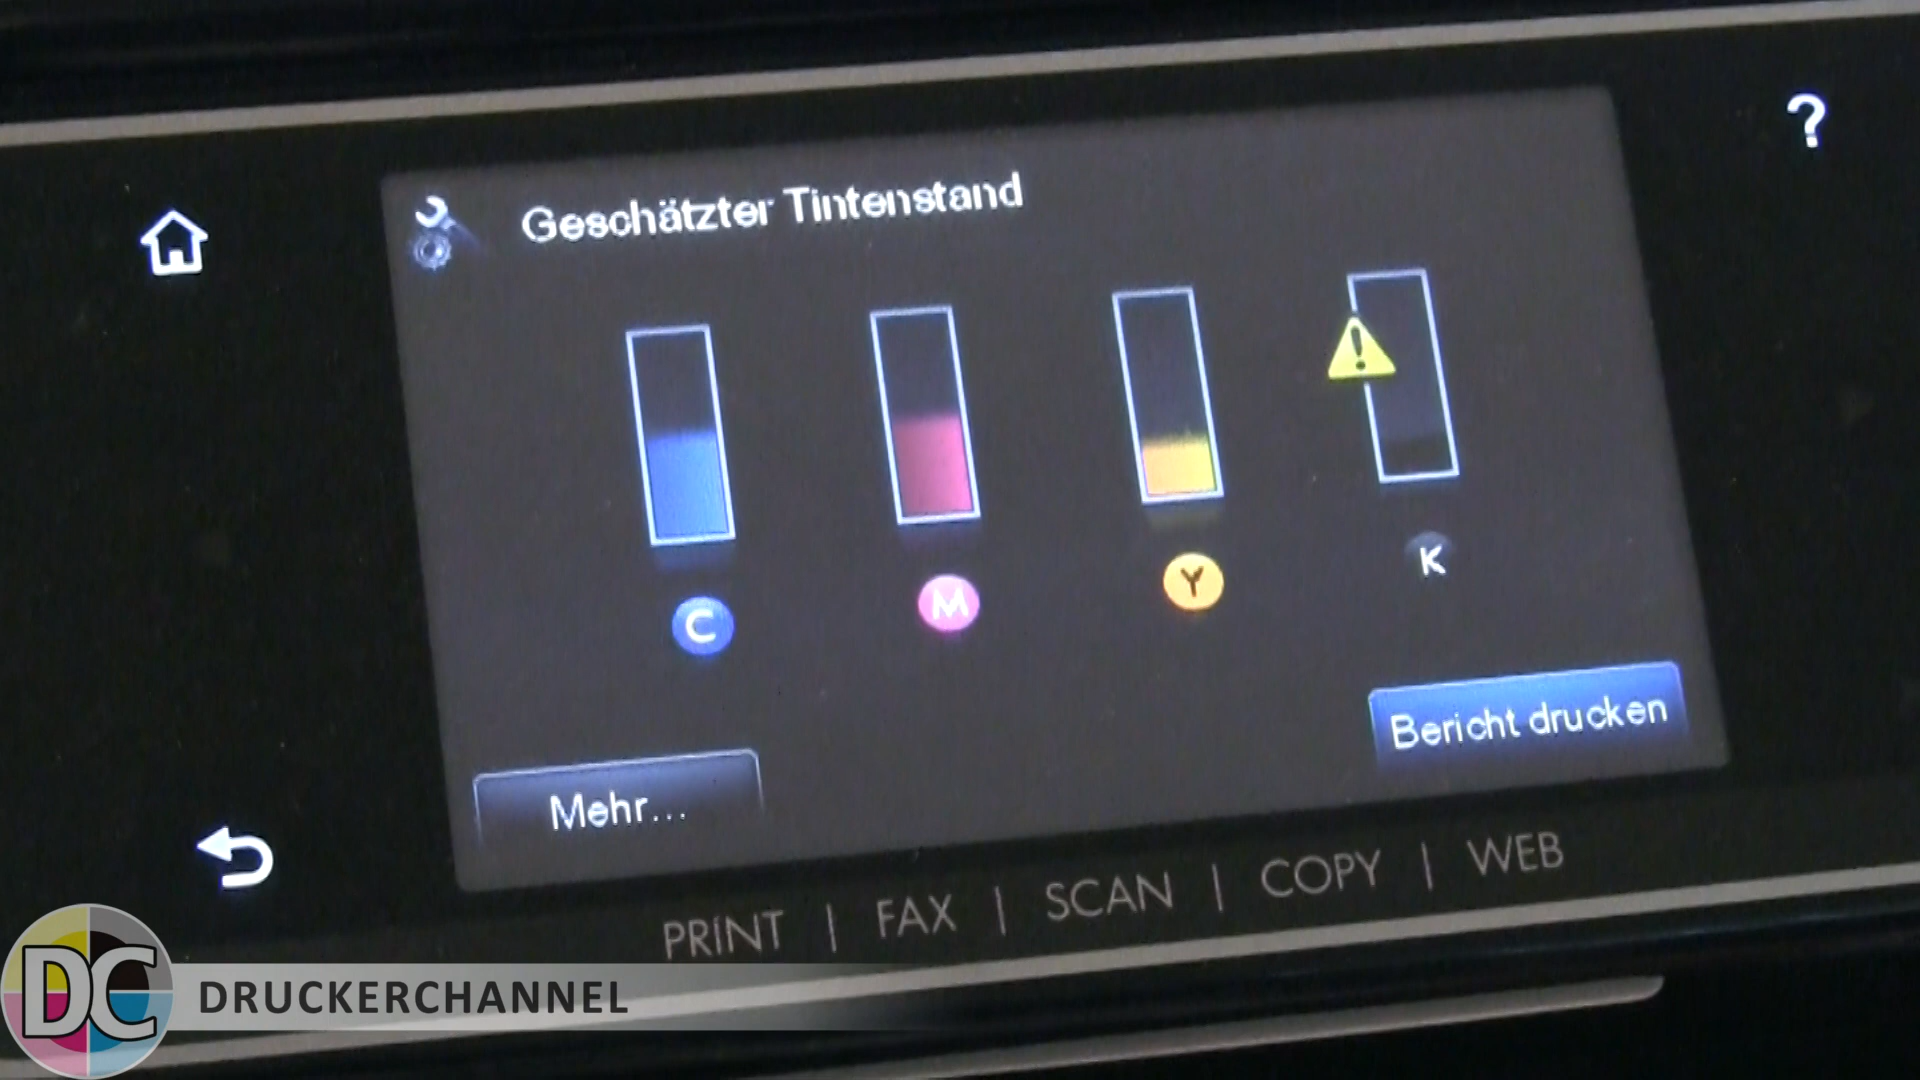 ?
Geschätzter Tintenstand
C M Y K
Bericht drucken
Mehr...
PRINT | FAX | SCAN | COPY | WEB
DC DRUCKERCHANNEL